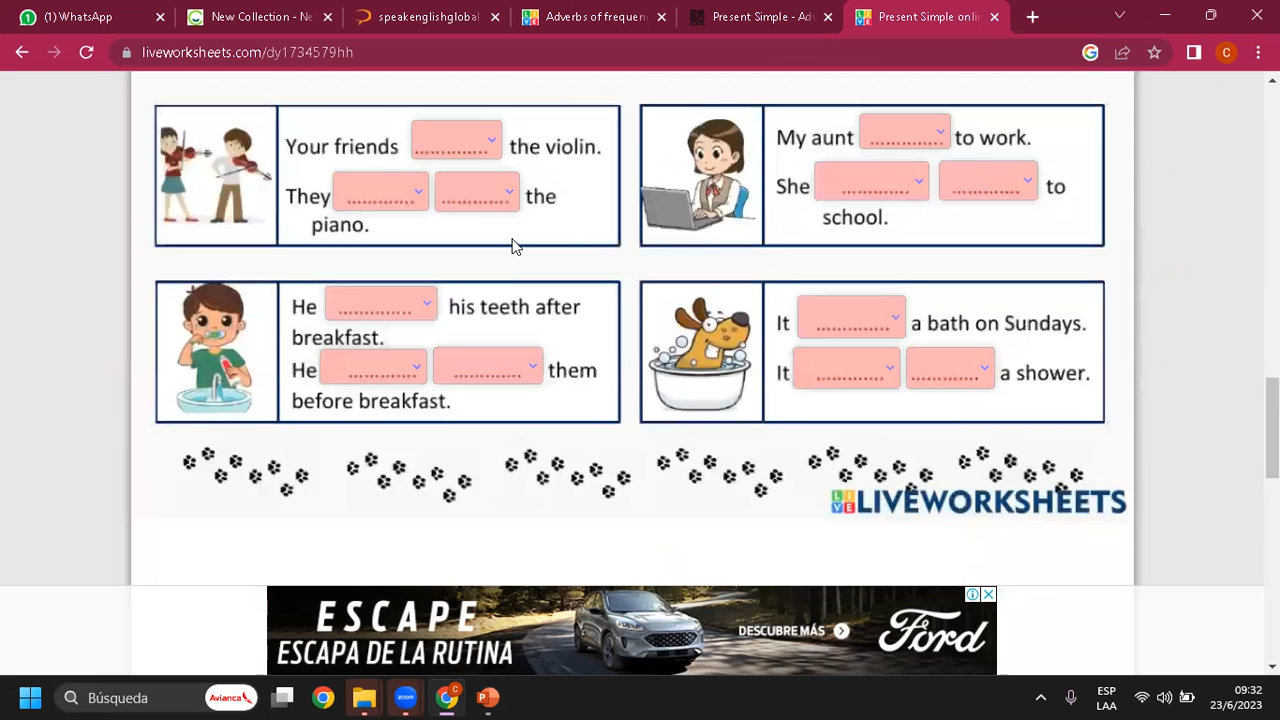 (1) WhatsApp
New Collection - Ne
speakenglishglobal
Adverbs of frequen
Present Simple - Ad
Present Simple onli
liveworksheets.com/dy1734579hh
C
Your friends ............. the violin.
They ............. ............. the
piano.
My aunt ............. to work.
She ............. ............. to
school.
He ............. his teeth after
breakfast.
He ............. ............. them
before breakfast.
It ............. a bath on Sundays.
It ............. ............. a shower.
LIVE LIVEWORKSHEETS
ESCAPE
ESCAPA DE LA RUTINA
DESCUBRE MÁS
Ford
Búsqueda
Avianca
zoom
C
ESP
LAA
09:32
23/6/2023